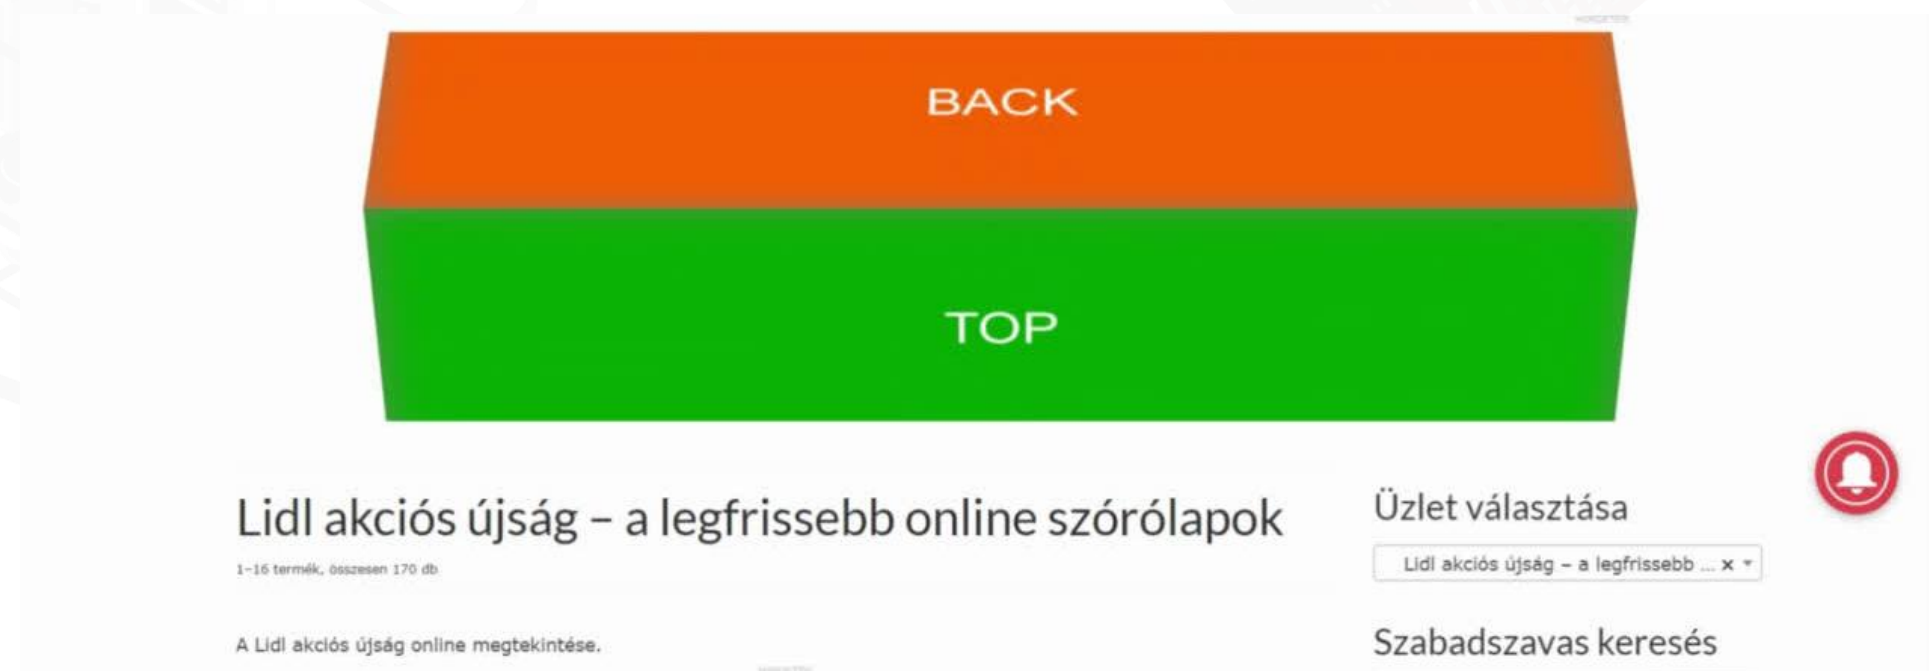 BACK
TOP
Lidl akciós újság – a legfrissebb online szórólapok
1–16 termék, összesen 170 db
A Lidl akciós újság online megtekintése.
Üzlet választása
Lidl akciós újság – a legfrissebb ... ×
Szabadszavas keresés